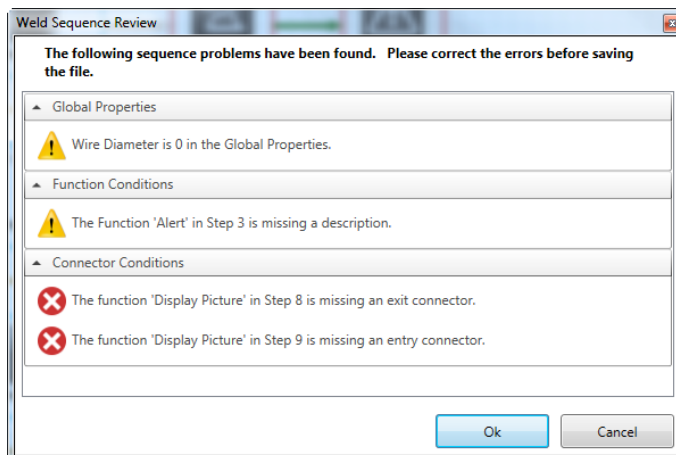 Weld Sequence Review
The following sequence problems have been found. Please correct the errors before saving
the file.
Global Properties
Wire Diameter is 0 in the Global Properties.
Function Conditions
The Function 'Alert' in Step 3 is missing a description.
Connector Conditions
The function 'Display Picture' in Step 8 is missing an exit connector.
The function 'Display Picture' in Step 9 is missing an entry connector.
Ok
Cancel